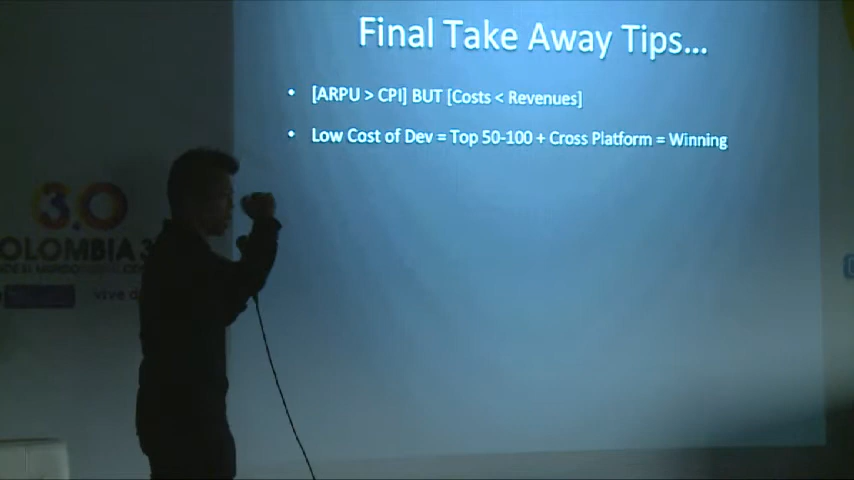 Final Take Away Tips...
• [ARPU > CPI] BUT [Costs < Revenues]
• Low Cost of Dev = Top 50-100 + Cross Platform = Winning
3.0
OLOMBIA 3
vive d